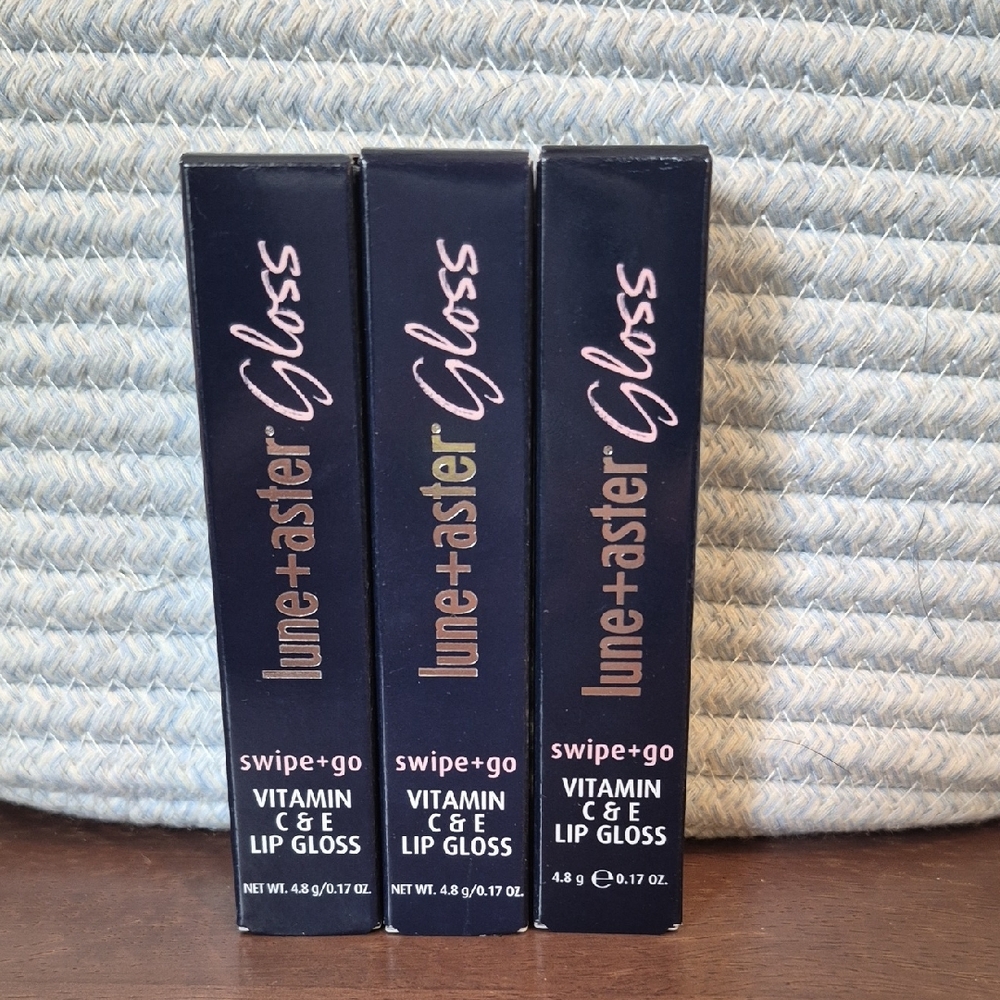 lune+aster® Gloss
swipe+go
VITAMIN
C & E
LIP GLOSS
NET WT. 4.8 g/0.17 OZ.
lune+aster® Gloss
swipe+go
VITAMIN
C & E
LIP GLOSS
NET WT. 4.8 g/0.17 OZ.
lune+aster® Gloss
swipe+go
VITAMIN
C & E
LIP GLOSS
4.8 g ℮ 0.17 OZ.